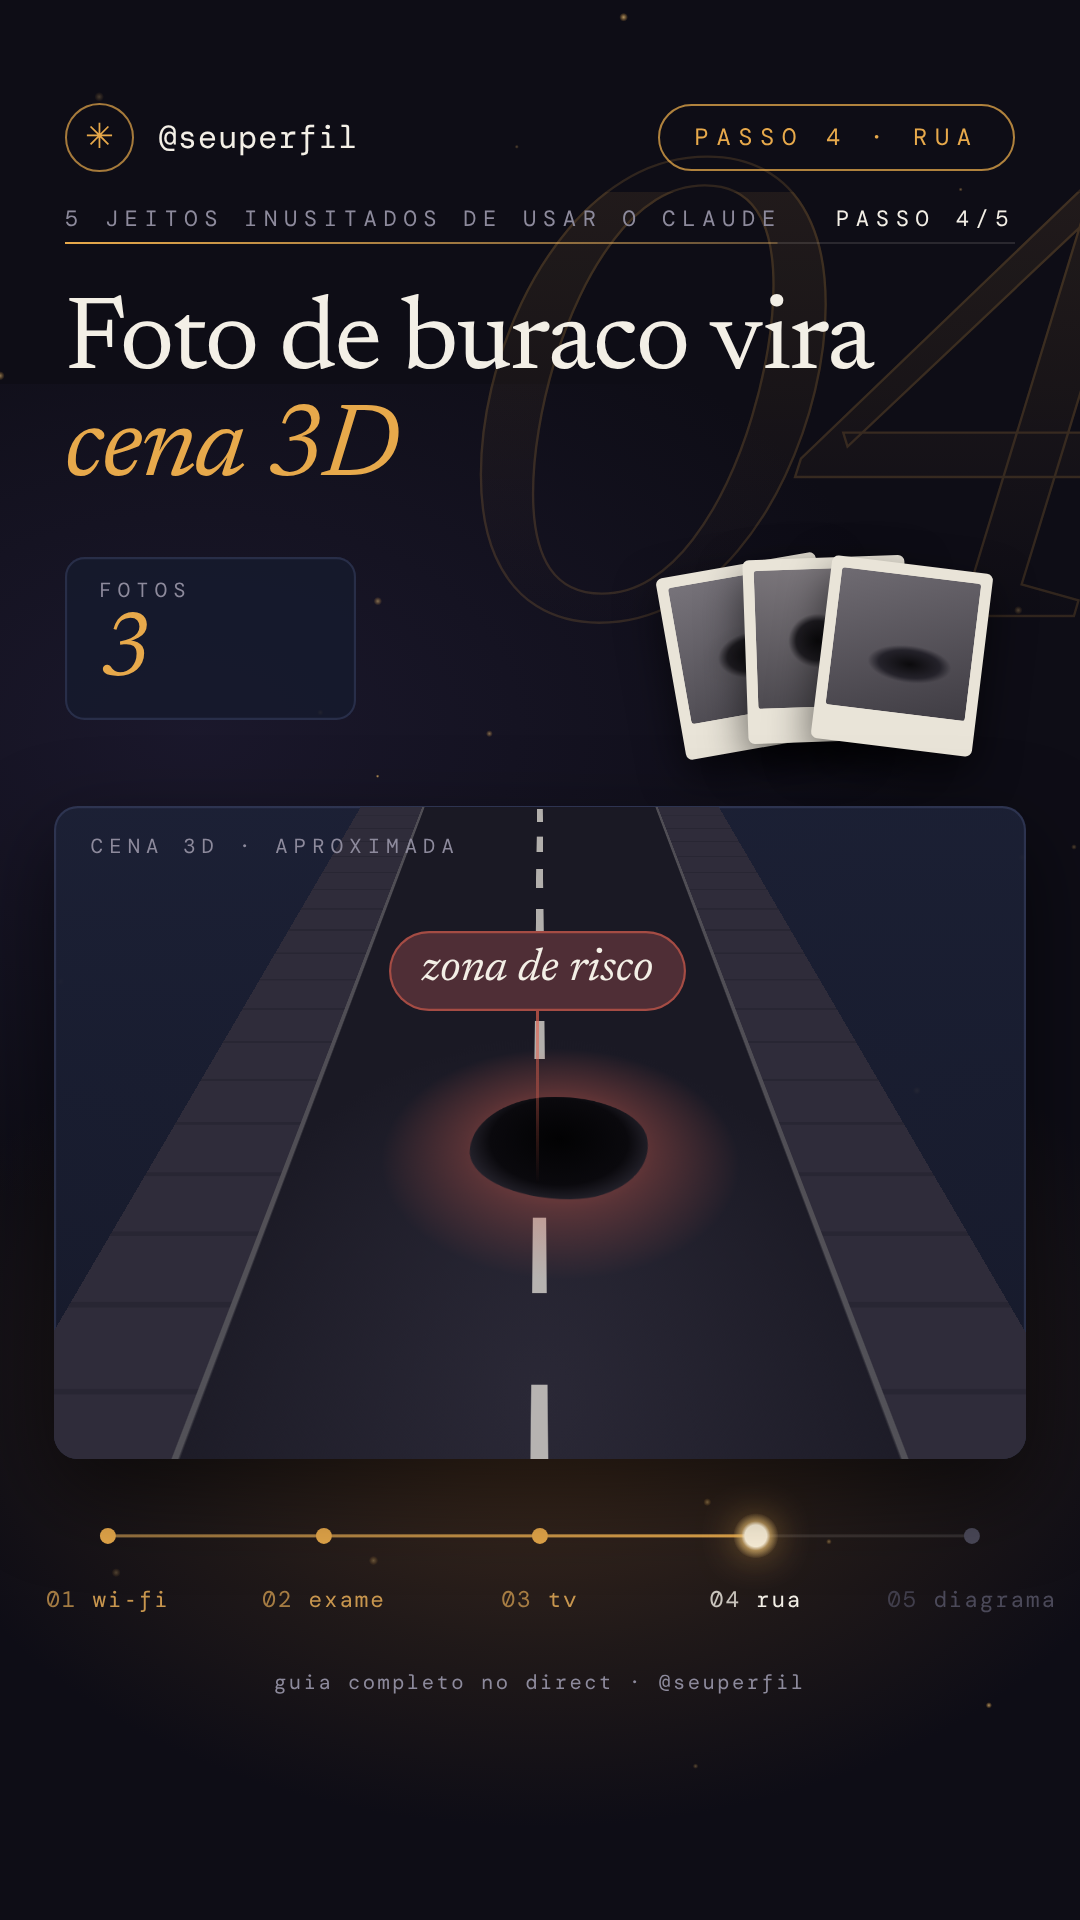 @seuperfil
PASSO 4 · RUA
5 JEITOS INUSITADOS DE USAR O CLAUDE
PASSO 4/5
04
Foto de buraco vira
cena 3D
FOTOS
3
CENA 3D · APROXIMADA
zona de risco
01 wi-fi
02 exame
03 tv
04 rua
05 diagrama
guia completo no direct · @seuperfil